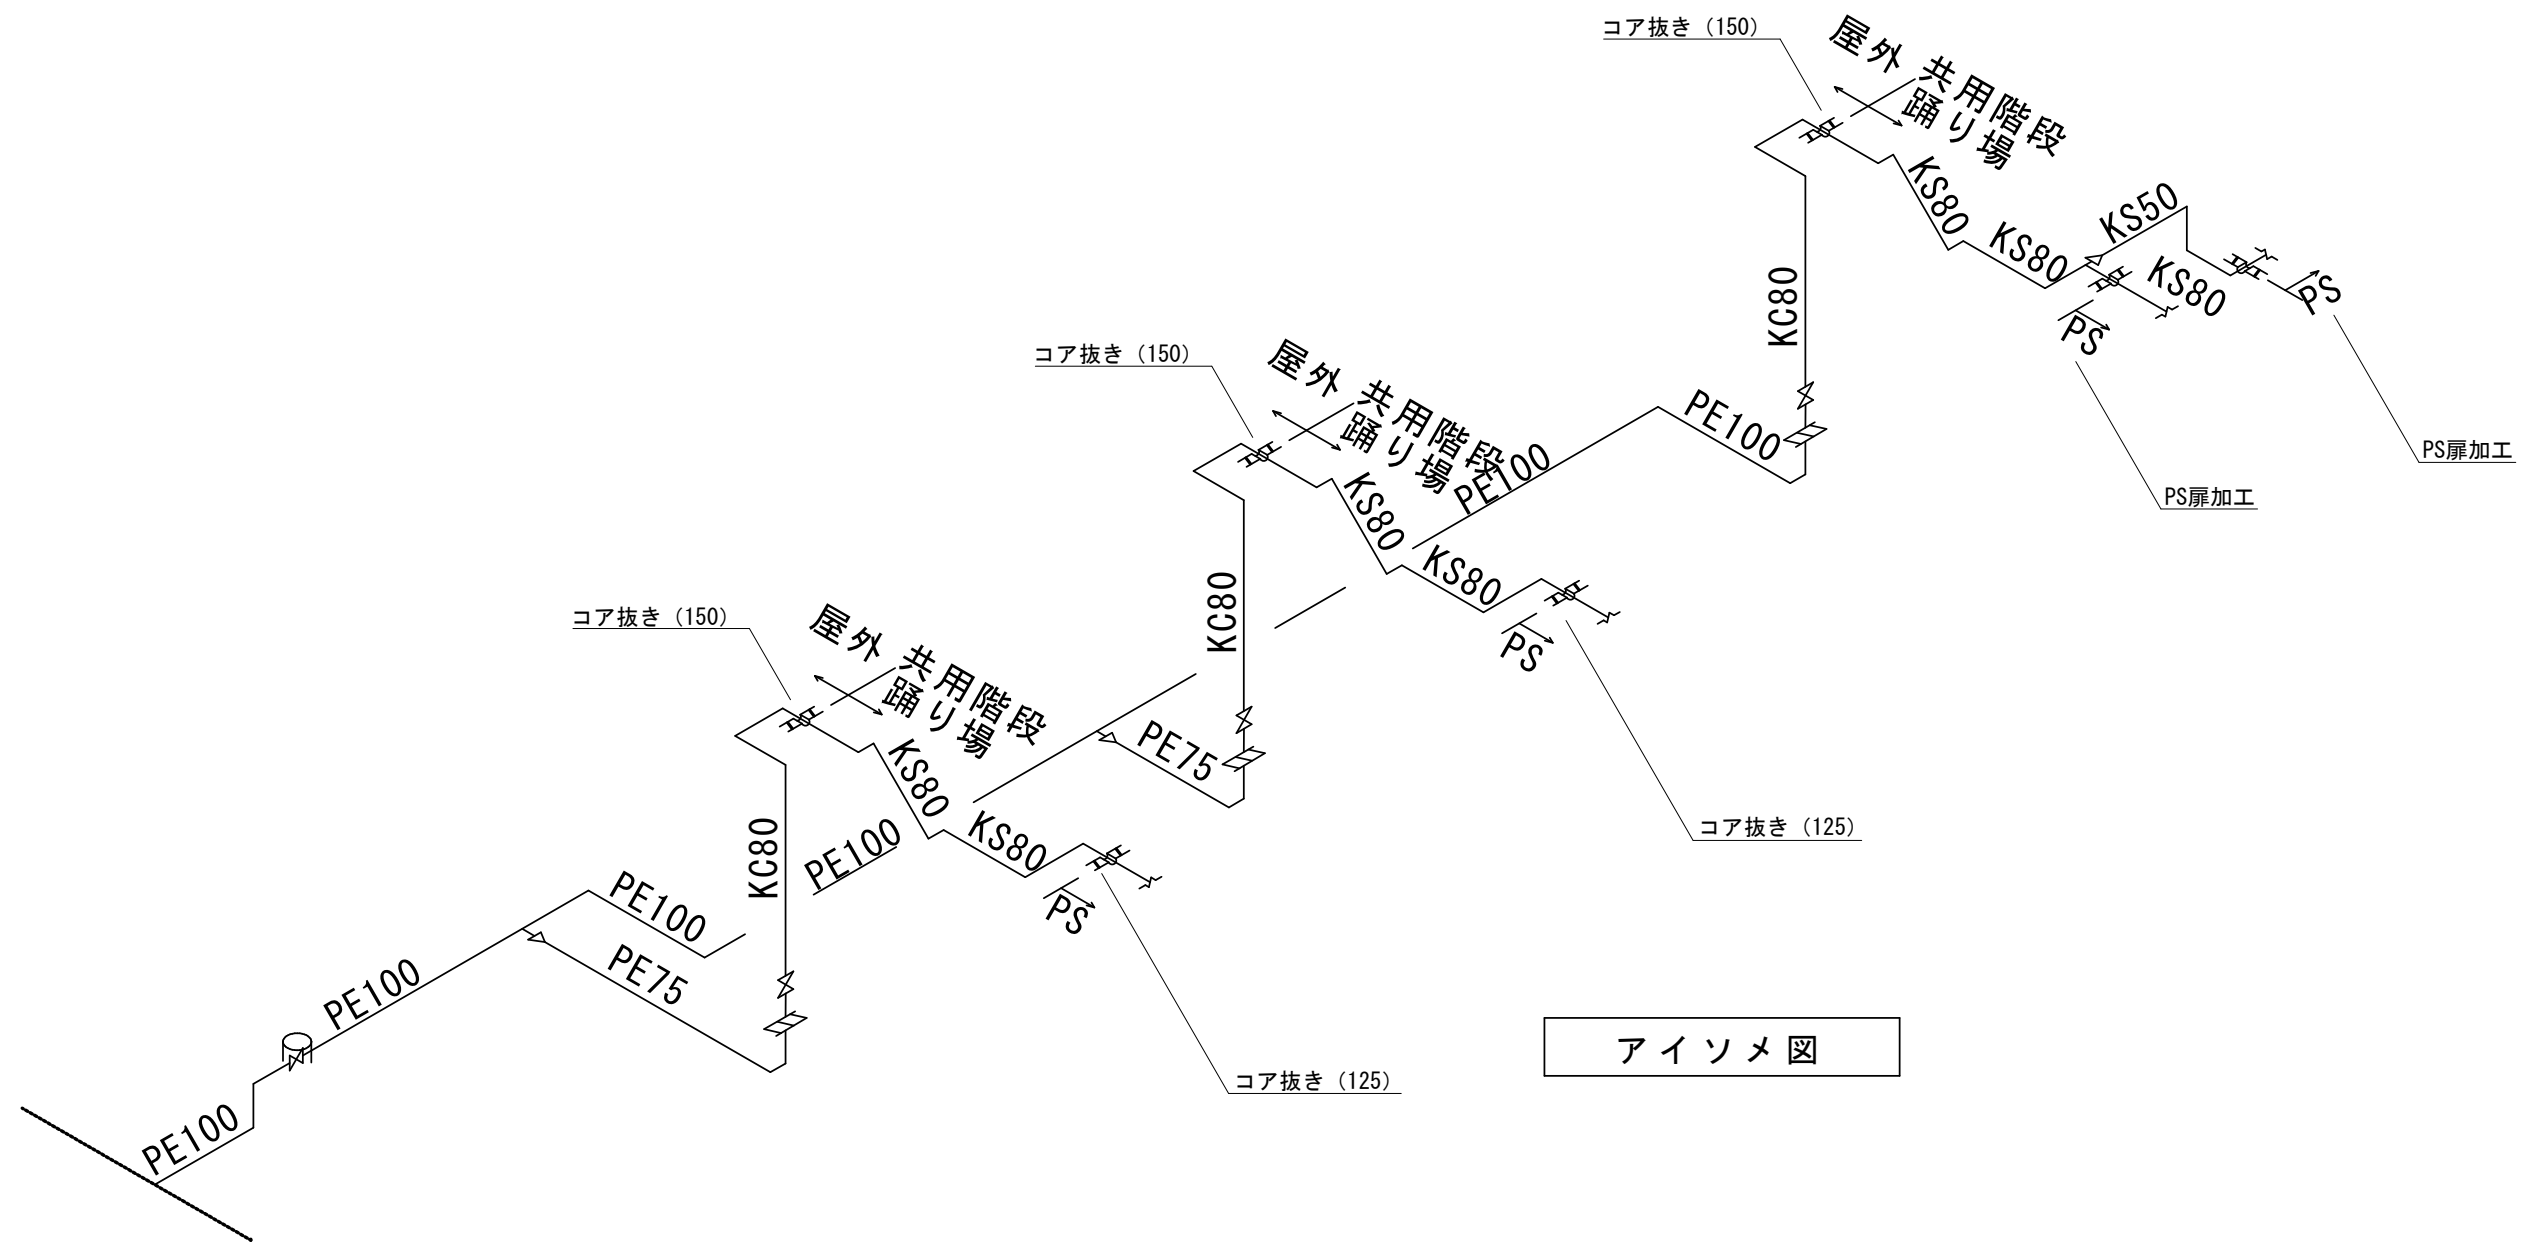 コア抜き（150）
屋外 共用階段
踊り場
KS80
KS80
KS50
KS80
PS
PS
KC80
PE100
PS扉加工
PS扉加工
コア抜き（150）
屋外 共用階段
踊り場
PE100
KS80
KS80
PS
KC80
PE75
コア抜き（125）
コア抜き（150）
屋外 共用階段
踊り場
KS80
KS80
PS
KC80
PE100
PE100
PE75
PE100
PE100
コア抜き（125）
アイソメ図